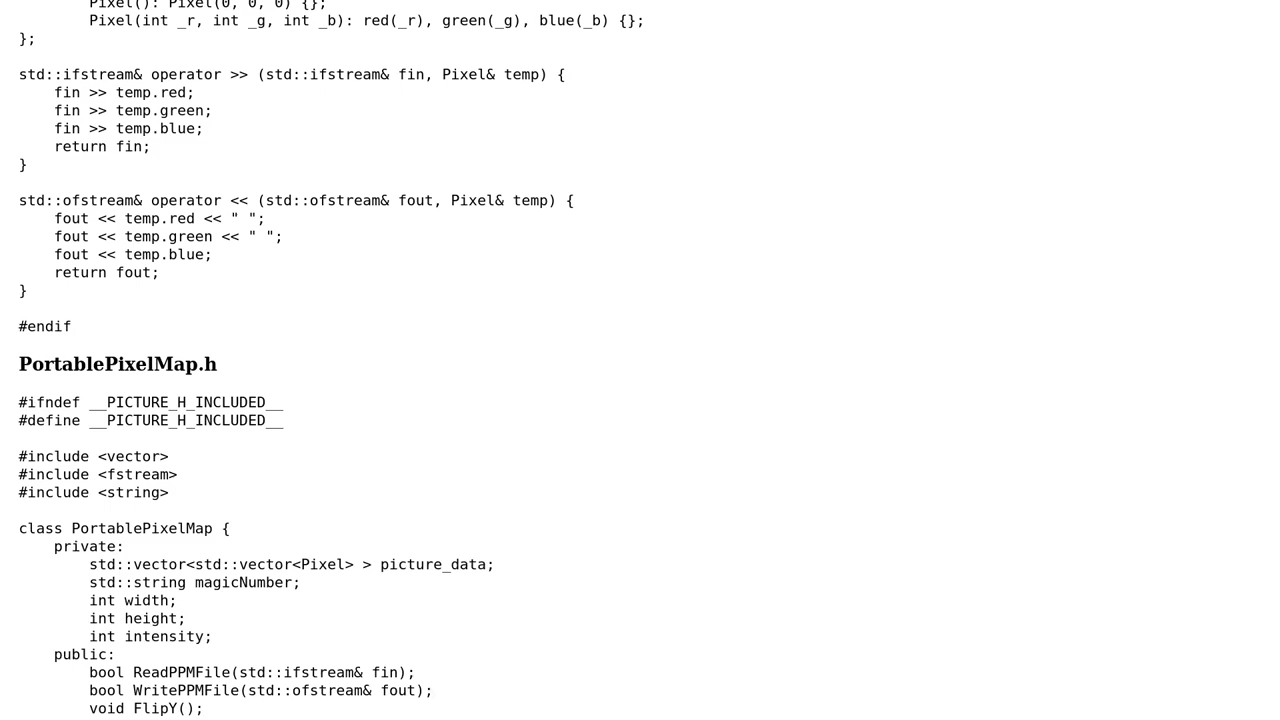 Pixel(): Pixel(0, 0, 0) {};
Pixel(int _r, int _g, int _b): red(_r), green(_g), blue(_b) {};
};
std::ifstream& operator >> (std::ifstream& fin, Pixel& temp) {
fin >> temp.red;
fin >> temp.green;
fin >> temp.blue;
return fin;
}
std::ofstream& operator << (std::ofstream& fout, Pixel& temp) {
fout << temp.red << " ";
fout << temp.green << " ";
fout << temp.blue;
return fout;
}
#endif
PortablePixelMap.h
#ifndef __PICTURE_H_INCLUDED__
#define __PICTURE_H_INCLUDED__
#include <vector>
#include <fstream>
#include <string>
class PortablePixelMap {
private:
std::vector<std::vector<Pixel> > picture_data;
std::string magicNumber;
int width;
int height;
int intensity;
public:
bool ReadPPMFile(std::ifstream& fin);
bool WritePPMFile(std::ofstream& fout);
void FlipY();